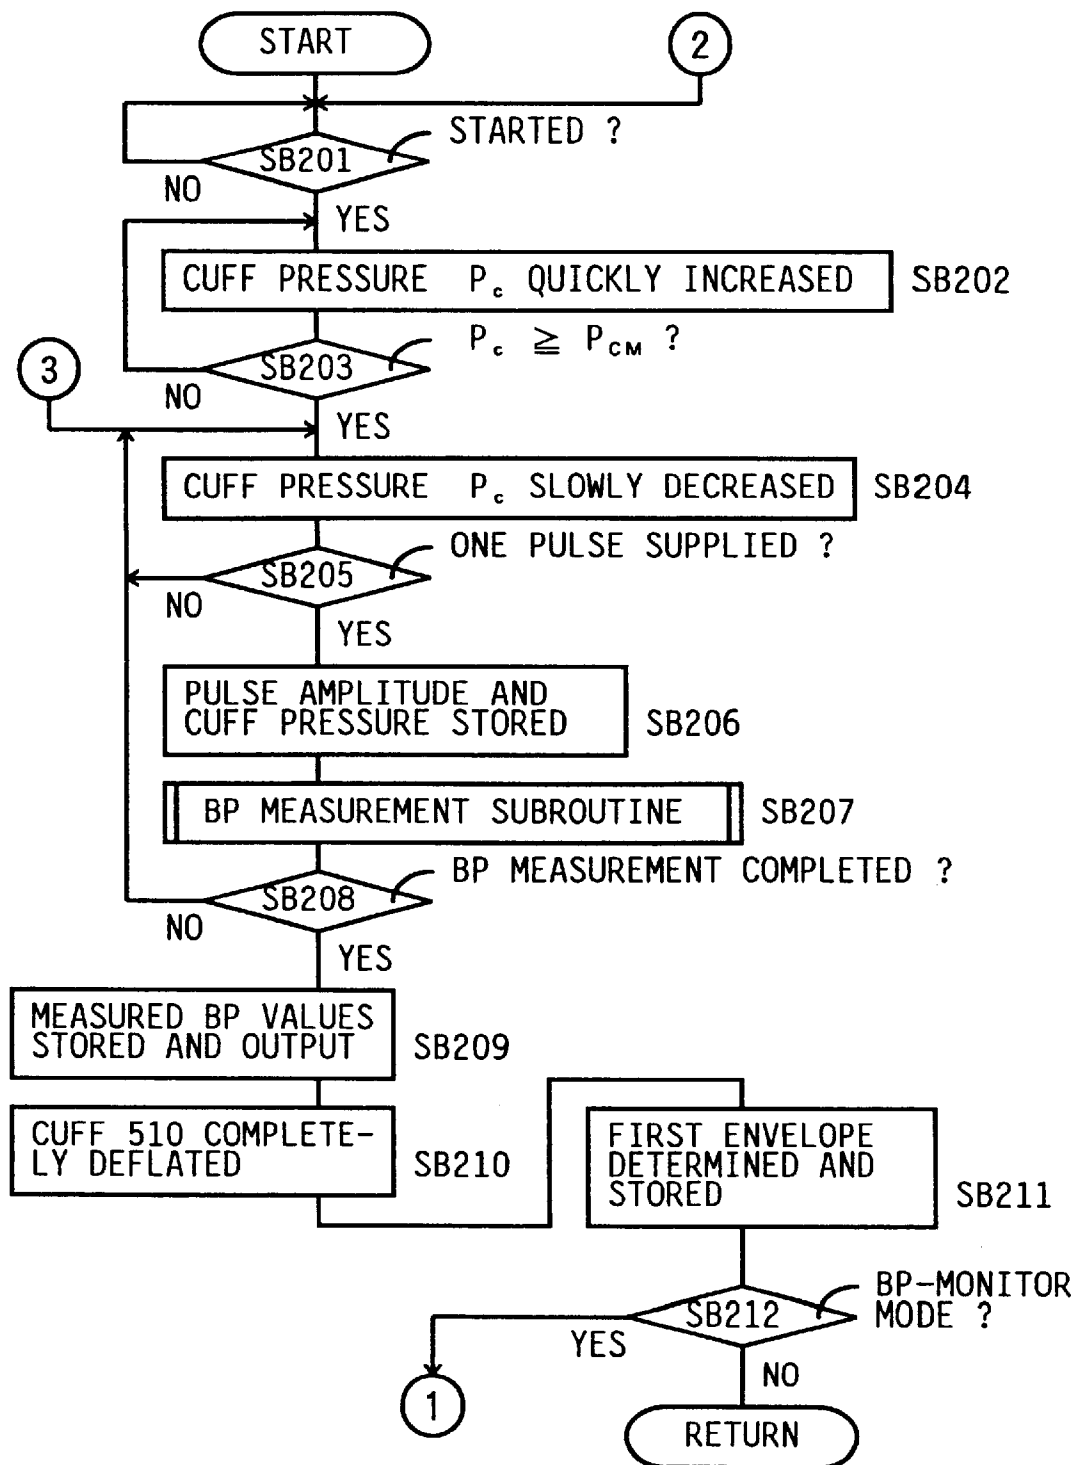 START
2
STARTED ?
SB201
NO
YES
CUFF PRESSURE Pc QUICKLY INCREASED
SB202
Pc ≧ PCM ?
3
SB203
NO
YES
CUFF PRESSURE Pc SLOWLY DECREASED
SB204
ONE PULSE SUPPLIED ?
SB205
NO
YES
PULSE AMPLITUDE AND
CUFF PRESSURE STORED
SB206
BP MEASUREMENT SUBROUTINE
SB207
BP MEASUREMENT COMPLETED ?
SB208
NO
YES
MEASURED BP VALUES
STORED AND OUTPUT
SB209
CUFF 510 COMPLETE-
LY DEFLATED
SB210
FIRST ENVELOPE
DETERMINED AND
STORED
SB211
BP-MONITOR
MODE ?
SB212
YES
NO
1
RETURN